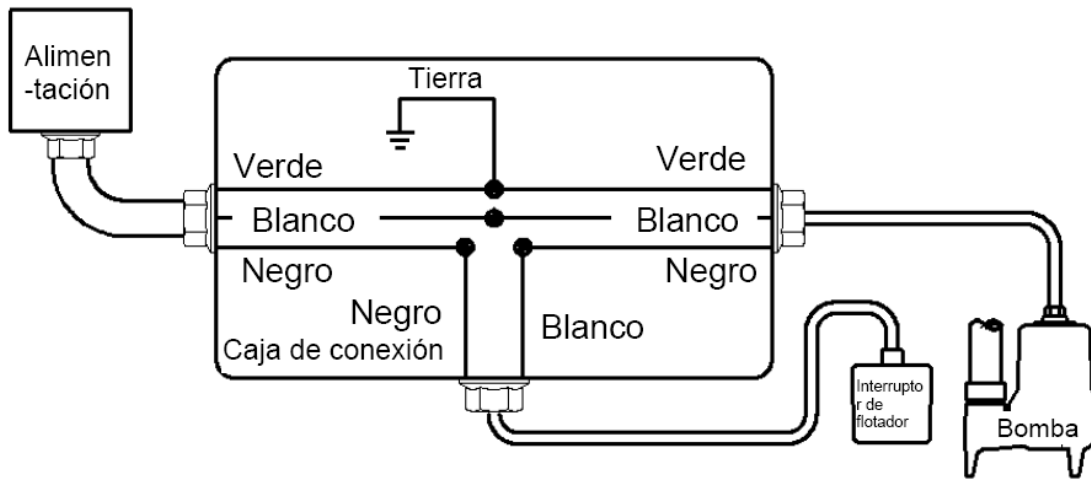 Alimen
-tación
Tierra
Verde
Verde
Blanco
Blanco
Negro
Negro
Negro
Blanco
Caja de conexión
Interrupto
r de
flotador
Bomba